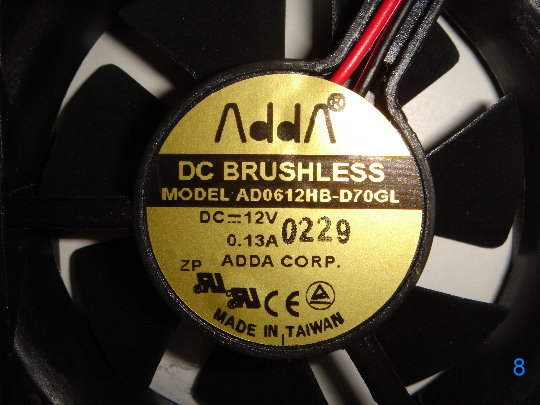 AddA®
DC BRUSHLESS
MODEL AD0612HB-D70GL
DC⎓12V
0.13A 0229
ADDA CORP.
ZP
CE
MADE IN TAIWAN
8